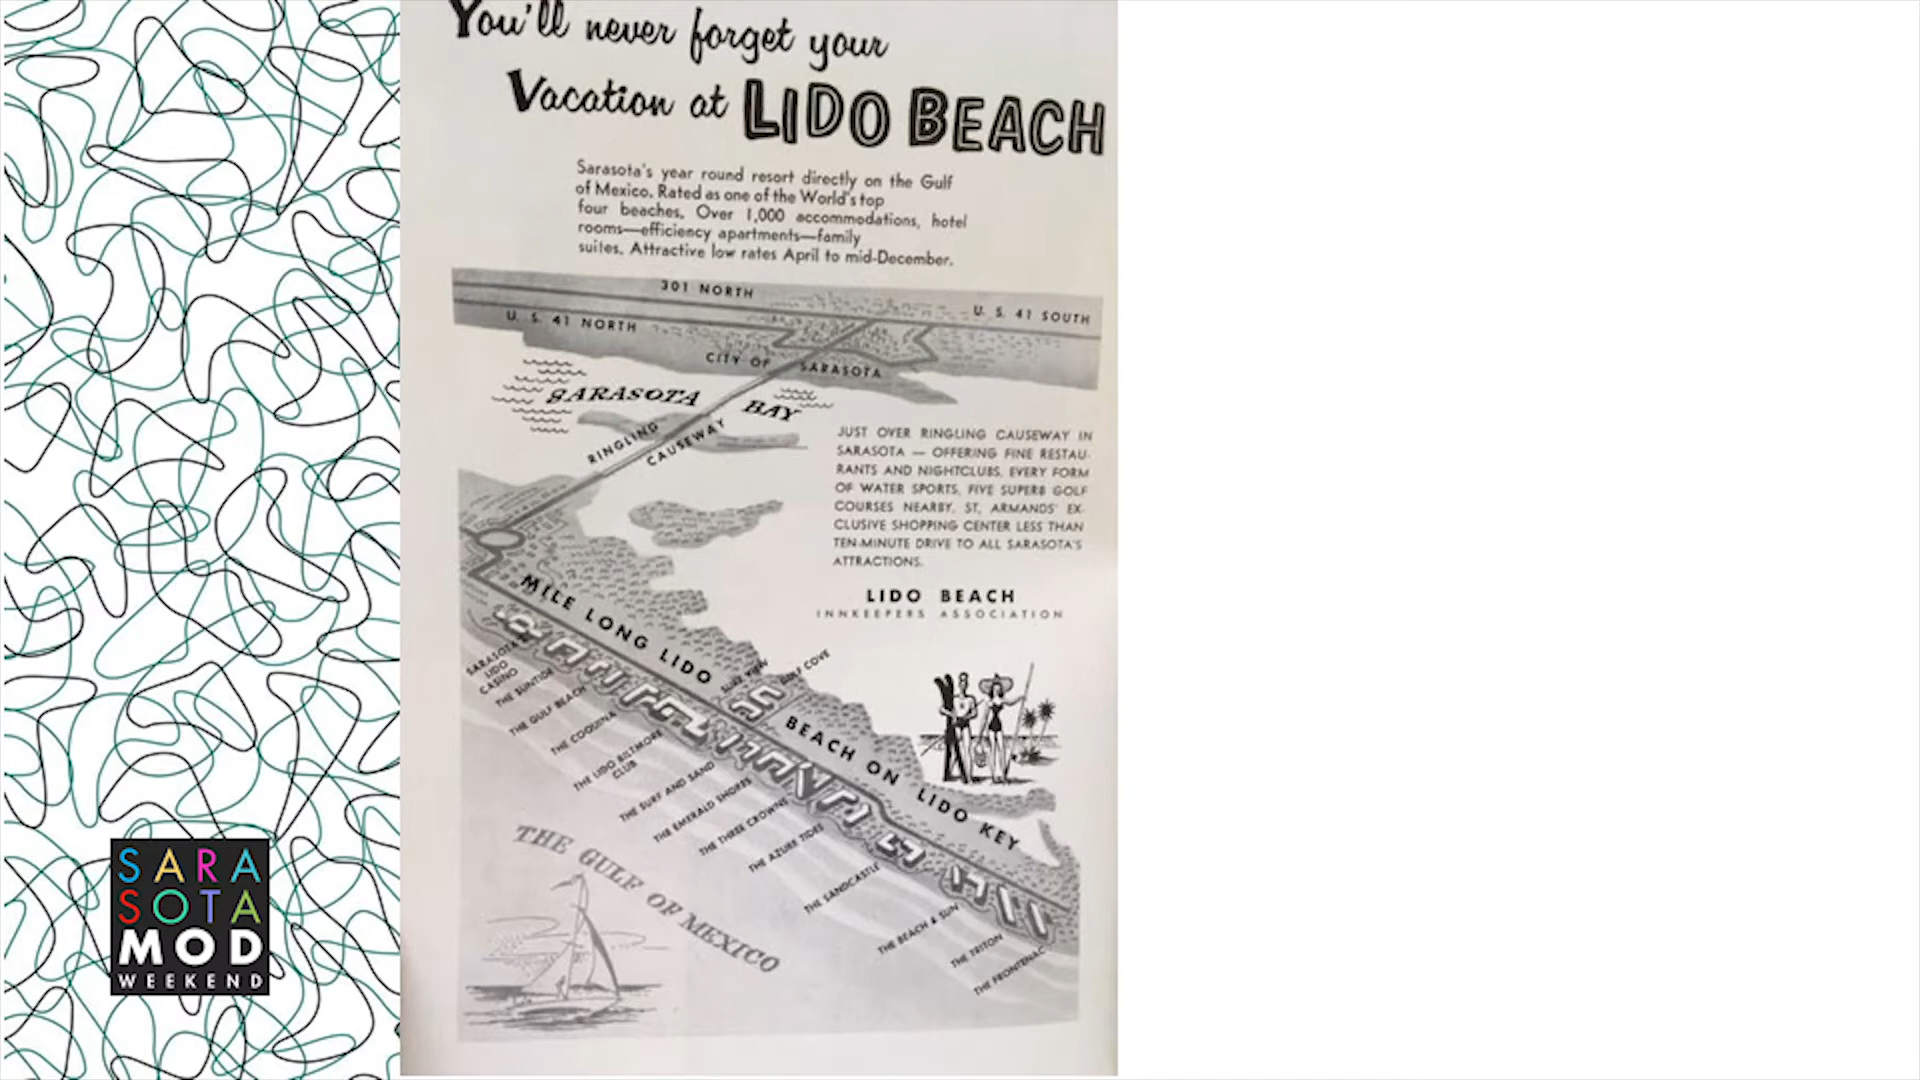 You'll never forget your
Vacation at LIDO BEACH
Sarasota's year round resort directly on the Gulf
of Mexico. Rated as one of the World's top
four beaches. Over 1,000 accommodations, hotel
rooms—efficiency apartments—family
suites. Attractive low rates April to mid-December.
301 NORTH
U. S. 41 SOUTH
U. S. 41 NORTH
CITY OF SARASOTA
SARASOTA BAY
RINGLING CAUSEWAY
JUST OVER RINGLING CAUSEWAY IN
SARASOTA — OFFERING FINE RESTAU-
RANTS AND NIGHTCLUBS. EVERY FORM
OF WATER SPORTS. FIVE SUPERB GOLF
COURSES NEARBY. ST. ARMANDS' EX-
CLUSIVE SHOPPING CENTER LESS THAN
TEN-MINUTE DRIVE TO ALL SARASOTA'S
ATTRACTIONS.
LIDO BEACH
INNKEEPERS ASSOCIATION
MILE LONG LIDO BEACH ON LIDO KEY
SURF VIEW
GULF COVE
SARASOTA
LIDO
CASINO
THE SUNTIDE
THE GULF BEACH
THE COQUINA
THE LIDO BILTMORE
CLUB
THE SURF AND SAND
THE EMERALD SHORES
THE THREE CROWNS
THE AZURE TIDES
THE SANDCASTLE
THE BEACH & SUN
THE TRITON
THE FRONTENAC
THE GULF OF MEXICO
SARA
SOTA
MOD
WEEKEND